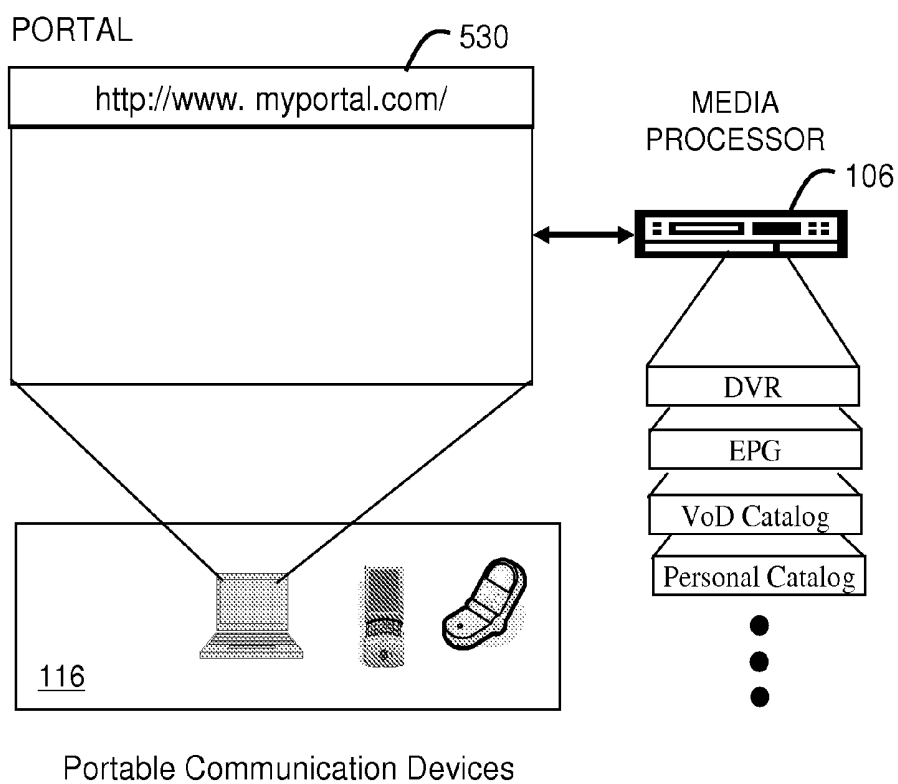 PORTAL
530
http://www. myportal.com/
MEDIA
PROCESSOR
106
DVR
EPG
VoD Catalog
Personal Catalog
116
Portable Communication Devices